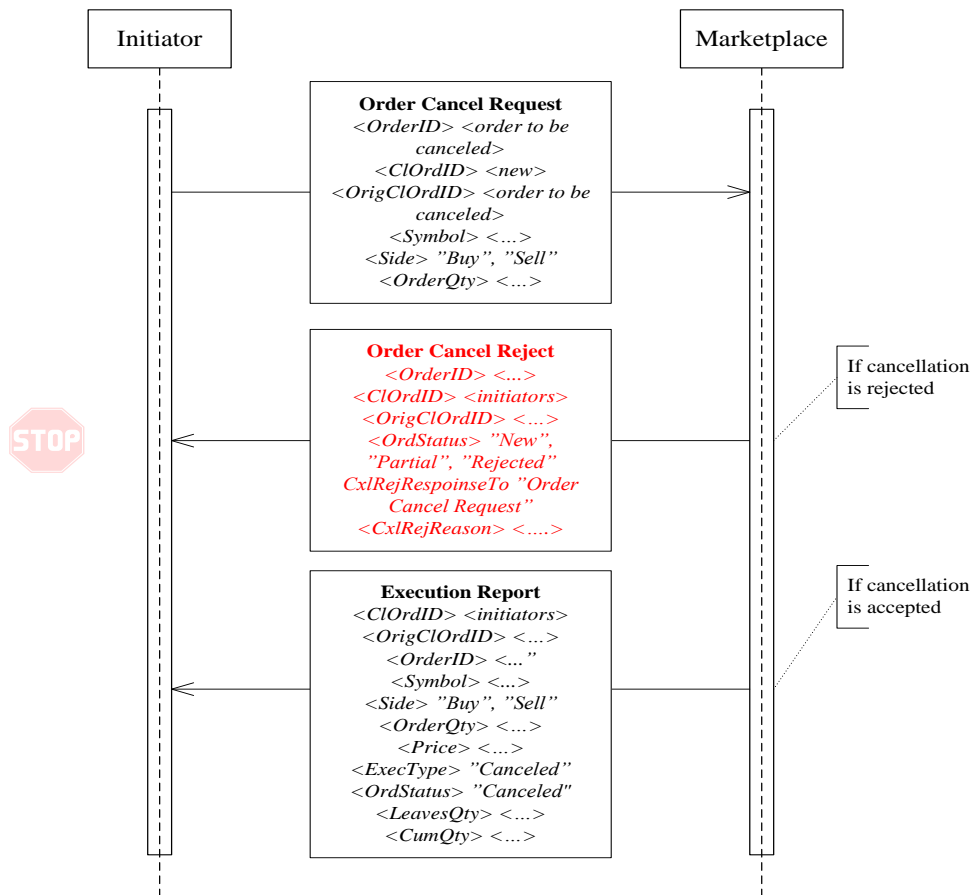 Initiator
Marketplace
Order Cancel Request
<OrderID> <order to be
canceled>
<ClOrdID> <new>
<OrigClOrdID> <order to be
canceled>
<Symbol> <...>
<Side> ”Buy”, ”Sell”
<OrderQty> <...>
Order Cancel Reject
<OrderID> <...>
<ClOrdID> <initiators>
<OrigClOrdID> <...>
<OrdStatus> ”New”,
”Partial”, ”Rejected”
CxlRejRespoinseTo ”Order
Cancel Request”
<CxlRejReason> <....>
If cancellation
is rejected
STOP
Execution Report
<ClOrdID> <initiators>
<OrigClOrdID> <...>
<OrderID> <...”
<Symbol> <...>
<Side> ”Buy”, ”Sell”
<OrderQty> <...>
<Price> <...>
<ExecType> ”Canceled”
<OrdStatus> ”Canceled"
<LeavesQty> <...>
<CumQty> <...>
If cancellation
is accepted